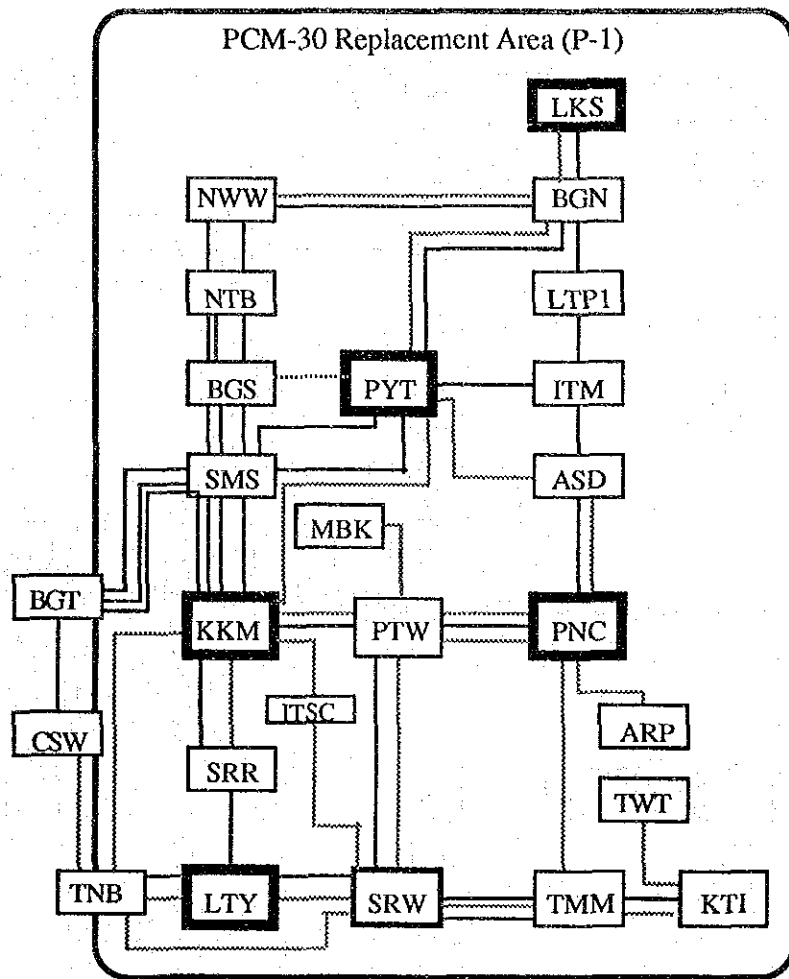 PCM-30 Replacement Area (P-1)
LKS
NWW
BGN
NTB
LTP1
BGS
PYT
ITM
SMS
ASD
MBK
BGT
KKM
PTW
PNC
ITSC
CSW
ARP
SRR
TWT
TNB
LTY
SRW
TMM
KTI